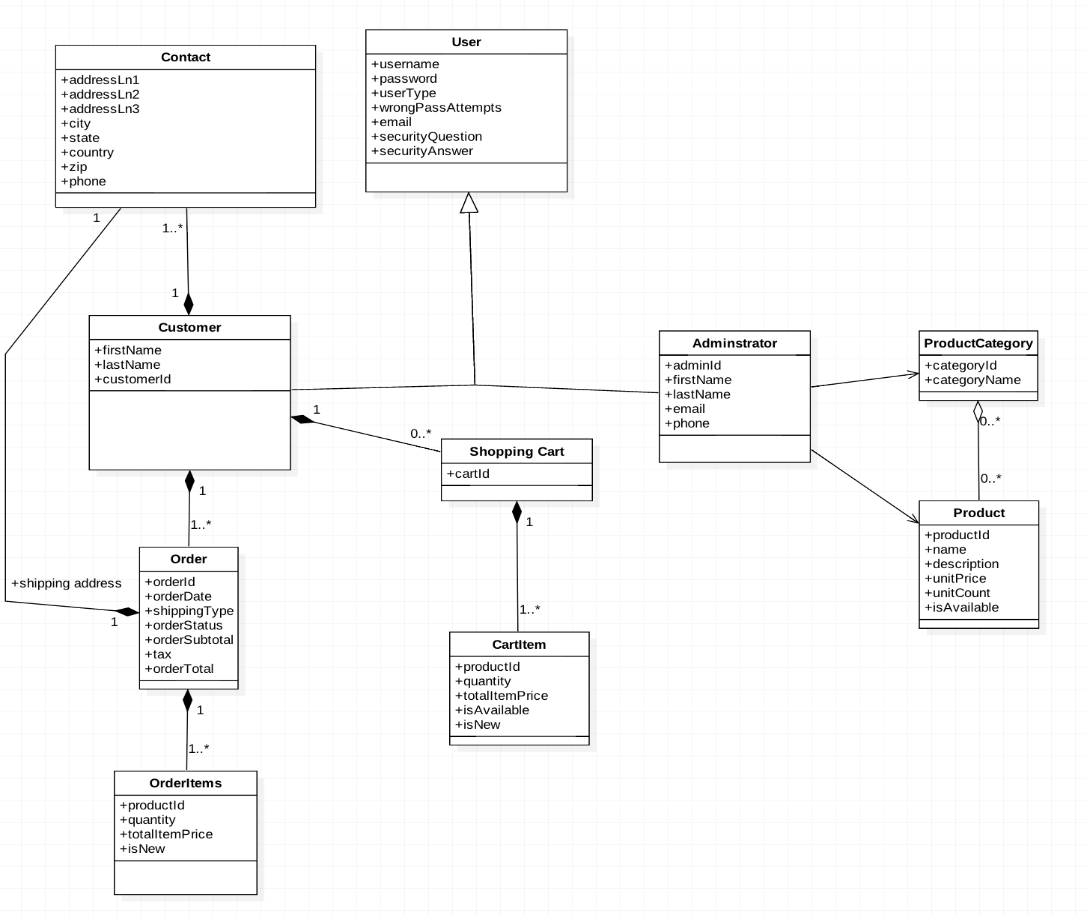 Contact
+addressLn1
+addressLn2
+addressLn3
+city
+state
+country
+zip
+phone
User
+username
+password
+userType
+wrongPassAttempts
+email
+securityQuestion
+securityAnswer
1
1..*
1
Customer
+firstName
+lastName
+customerId
Adminstrator
+adminId
+firstName
+lastName
+email
+phone
ProductCategory
+categoryId
+categoryName
1
0..*
0..*
0..*
Shopping Cart
+cartId
1
1..*
1
1..*
Product
+productId
+name
+description
+unitPrice
+unitCount
+isAvailable
Order
+orderId
+orderDate
+shippingType
+orderStatus
+orderSubtotal
+tax
+orderTotal
+shipping address
1
CartItem
+productId
+quantity
+totalItemPrice
+isAvailable
+isNew
1
1..*
OrderItems
+productId
+quantity
+totalItemPrice
+isNew